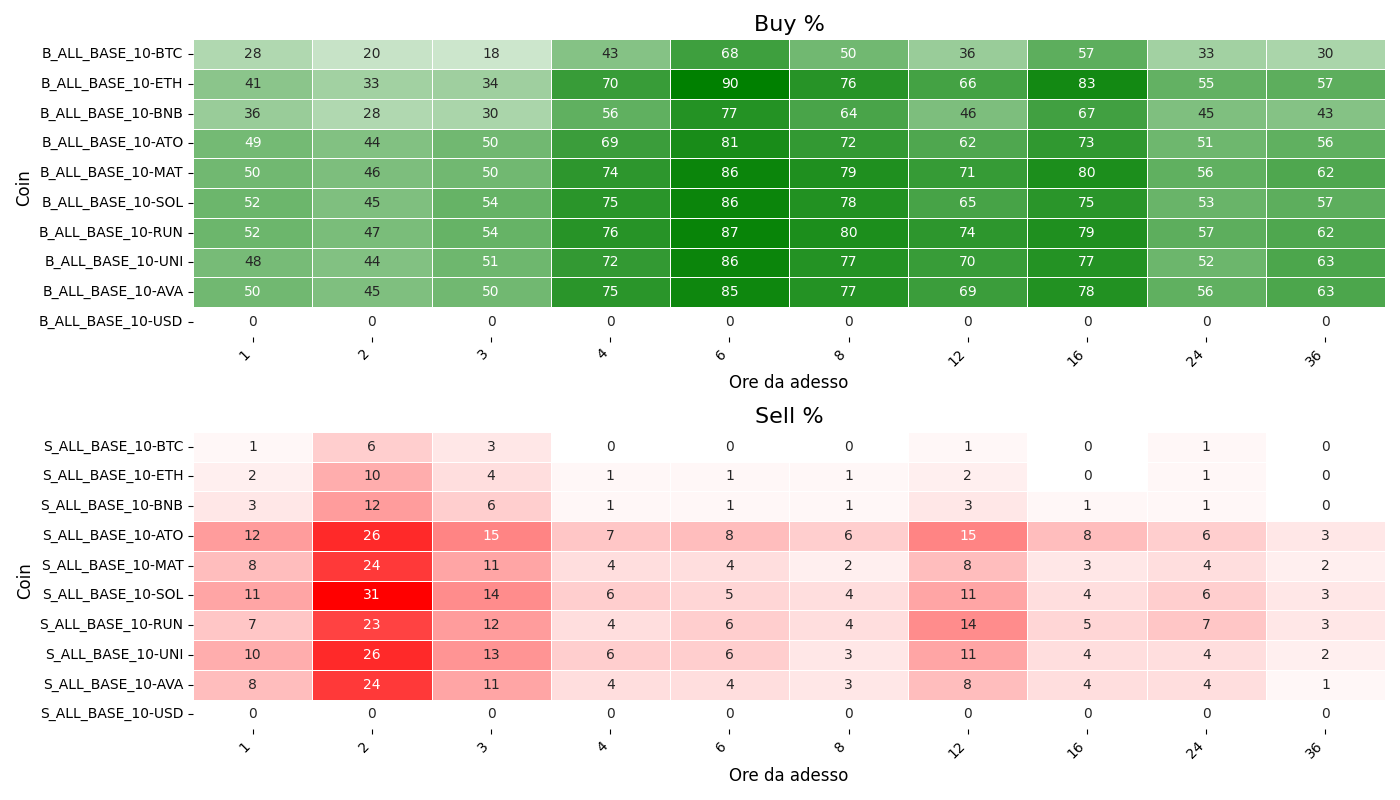 Buy %
B_ALL_BASE_10-BTC 28 20 18 43 68 50 36 57 33 30
B_ALL_BASE_10-ETH 41 33 34 70 90 76 66 83 55 57
B_ALL_BASE_10-BNB 36 28 30 56 77 64 46 67 45 43
B_ALL_BASE_10-ATO 49 44 50 69 81 72 62 73 51 56
B_ALL_BASE_10-MAT 50 46 50 74 86 79 71 80 56 62
B_ALL_BASE_10-SOL 52 45 54 75 86 78 65 75 53 57
B_ALL_BASE_10-RUN 52 47 54 76 87 80 74 79 57 62
B_ALL_BASE_10-UNI 48 44 51 72 86 77 70 77 52 63
B_ALL_BASE_10-AVA 50 45 50 75 85 77 69 78 56 63
B_ALL_BASE_10-USD 0 0 0 0 0 0 0 0 0 0
Coin
1 2 3 4 6 8 12 16 24 36
Ore da adesso
Sell %
S_ALL_BASE_10-BTC 1 6 3 0 0 0 1 0 1 0
S_ALL_BASE_10-ETH 2 10 4 1 1 1 2 0 1 0
S_ALL_BASE_10-BNB 3 12 6 1 1 1 3 1 1 0
S_ALL_BASE_10-ATO 12 26 15 7 8 6 15 8 6 3
S_ALL_BASE_10-MAT 8 24 11 4 4 2 8 3 4 2
S_ALL_BASE_10-SOL 11 31 14 6 5 4 11 4 6 3
S_ALL_BASE_10-RUN 7 23 12 4 6 4 14 5 7 3
S_ALL_BASE_10-UNI 10 26 13 6 6 3 11 4 4 2
S_ALL_BASE_10-AVA 8 24 11 4 4 3 8 4 4 1
S_ALL_BASE_10-USD 0 0 0 0 0 0 0 0 0 0
Coin
1 2 3 4 6 8 12 16 24 36
Ore da adesso